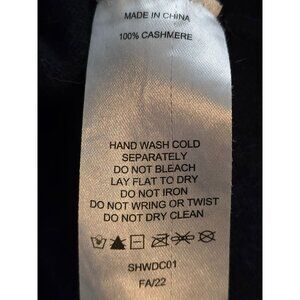 MADE IN CHINA
100% CASHMERE
HAND WASH COLD
SEPARATELY
DO NOT BLEACH
LAY FLAT TO DRY
DO NOT IRON
DO NOT WRING OR TWIST
DO NOT DRY CLEAN
SHWDC01
FA/22